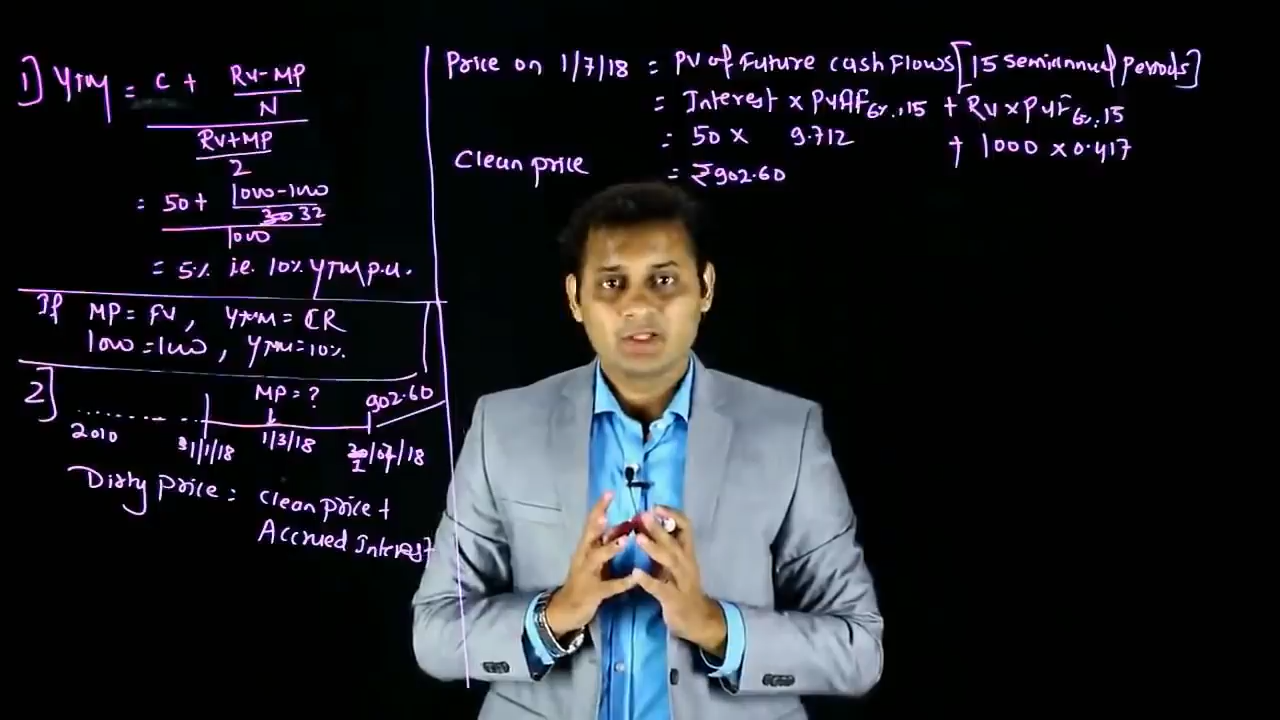 1] YTM = C + RV-MP
N
RV+MP
2
= 50+ 1000-1000
30 32
1000
= 5% i.e. 10% YTM p.a.
If MP = FV, YTM = CR
1000 = 1000, YTM = 10%
2]
MP = ?
902.60
2010
31/1/18
1/3/18
/07/18
1
Dirty price : clean price +
Accrued Interest
Price on 1/7/18 = PV of Future cash Flows [15 semiannual Periods]
= Interest x PVAF6%,15 + RV x PVF6%,15
= 50 x 9.712 + 1000 x 0.417
Clean price = ₹902.60